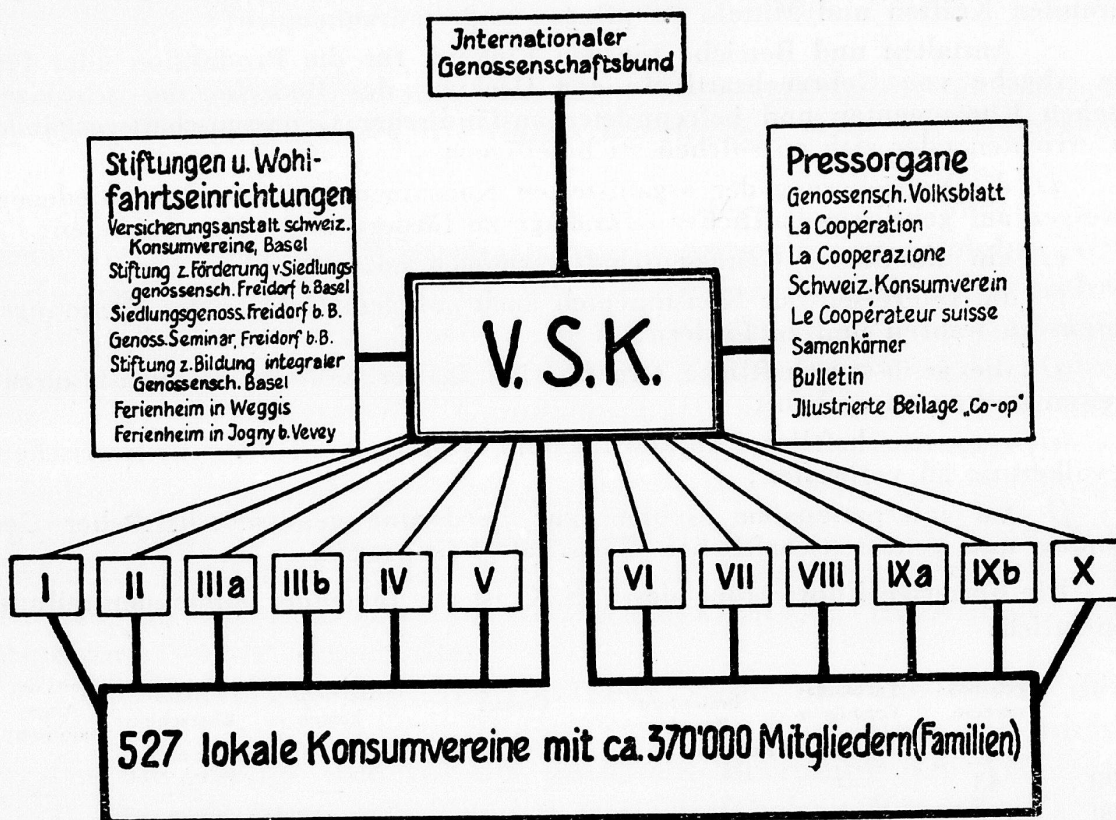 Internationaler
Genossenschaftsbund
Stiftungen u. Wohl-
fahrtseinrichtungen
Versicherungsanstalt schweiz.
Konsumvereine, Basel
Stiftung z. Förderung v. Siedlungs-
genossensch. Freidorf b. Basel
Siedlungsgenoss. Freidorf b. B.
Genoss. Seminar, Freidorf b. B.
Stiftung z. Bildung integraler
Genossensch. Basel
Ferienheim in Weggis
Ferienheim in Jogny b. Vevey
V. S. K.
Pressorgane
Genossensch. Volksblatt
La Coopération
La Cooperazione
Schweiz. Konsumverein
Le Coopérateur suisse
Samenkörner
Bulletin
Illustrierte Beilage „Co-op"
I II IIIa IIIb IV V VI VII VIII IXa IXb X
527 lokale Konsumvereine mit ca. 370'000 Mitgliedern (Familien)